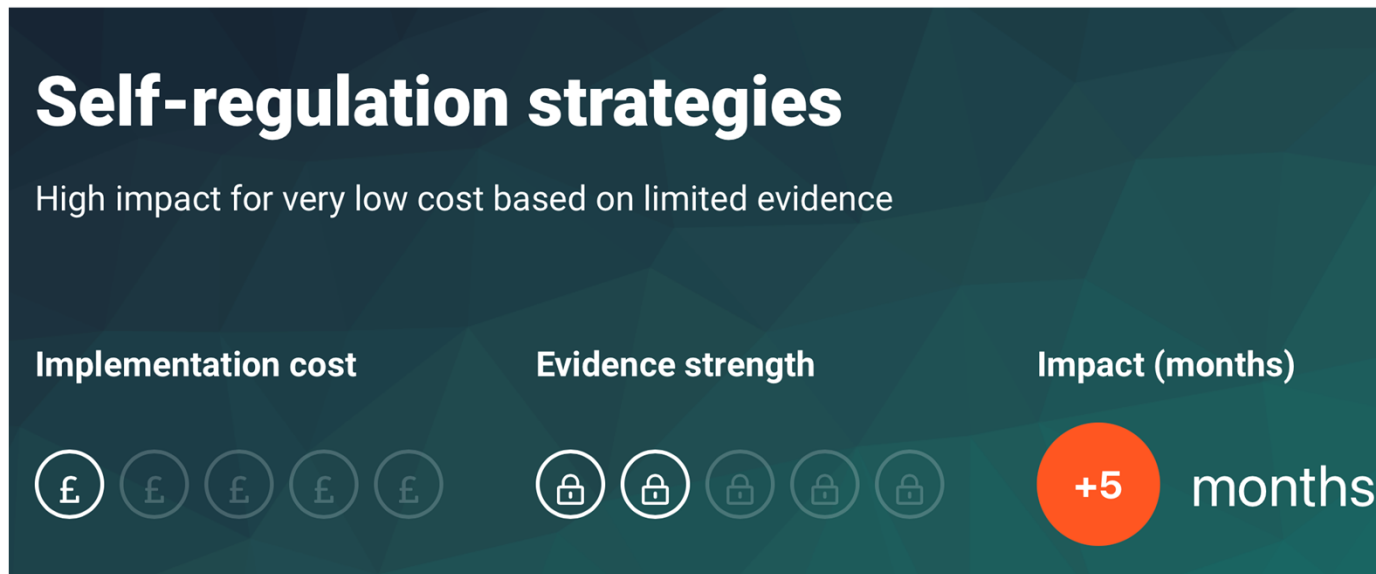 Self-regulation strategies
High impact for very low cost based on limited evidence
Implementation cost
Evidence strength
Impact (months)
£ £ £ £ £
+5 months